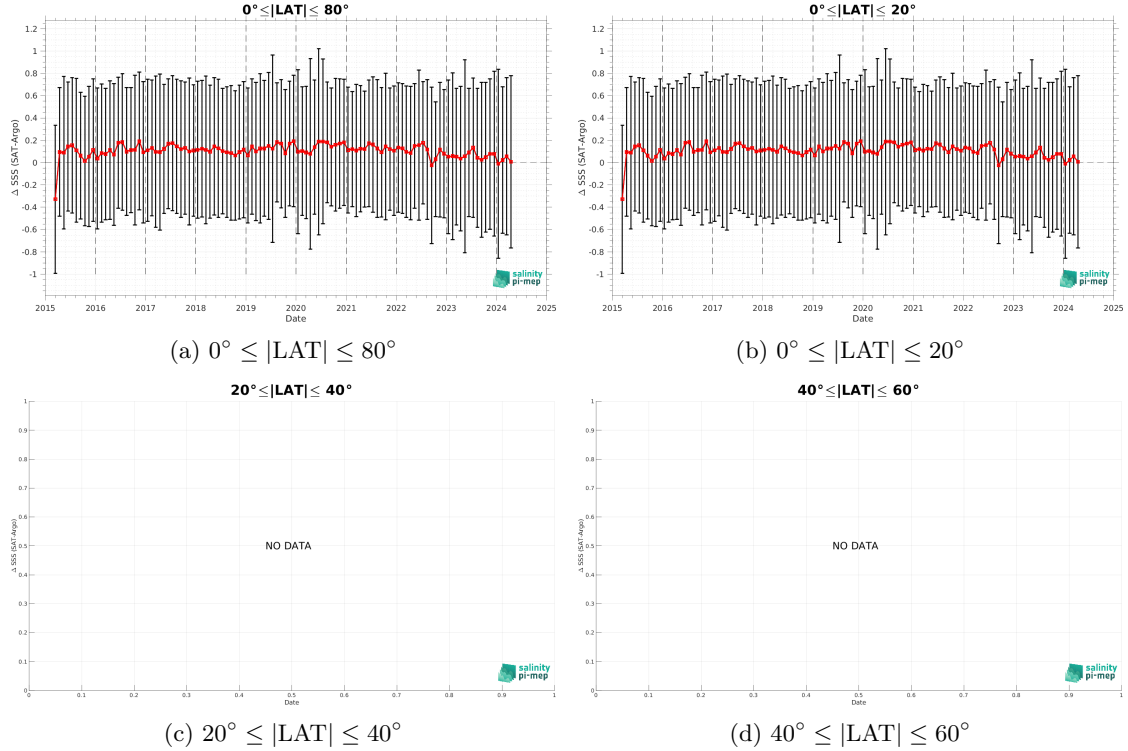 0°≤|LAT|≤ 80°
1.2
1
0.8
0.6
0.4
0.2
0
-0.2
-0.4
-0.6
-0.8
-1
Δ SSS (SAT-Argo)
2015 2016 2017 2018 2019 2020 2021 2022 2023 2024 2025
Date
salinity
pi-mep
(a) 0° ≤ |LAT| ≤ 80°
0°≤|LAT|≤ 20°
1.2
1
0.8
0.6
0.4
0.2
0
-0.2
-0.4
-0.6
-0.8
-1
Δ SSS (SAT-Argo)
2015 2016 2017 2018 2019 2020 2021 2022 2023 2024 2025
Date
salinity
pi-mep
(b) 0° ≤ |LAT| ≤ 20°
20°≤|LAT|≤ 40°
1
0.9
0.8
0.7
0.6
0.5
0.4
0.3
0.2
0.1
0
Δ SSS (SAT-Argo)
NO DATA
0 0.1 0.2 0.3 0.4 0.5 0.6 0.7 0.8 0.9 1
Date
salinity
pi-mep
(c) 20° ≤ |LAT| ≤ 40°
40°≤|LAT|≤ 60°
1
0.9
0.8
0.7
0.6
0.5
0.4
0.3
0.2
0.1
0
Δ SSS (SAT-Argo)
NO DATA
0 0.1 0.2 0.3 0.4 0.5 0.6 0.7 0.8 0.9 1
Date
salinity
pi-mep
(d) 40° ≤ |LAT| ≤ 60°